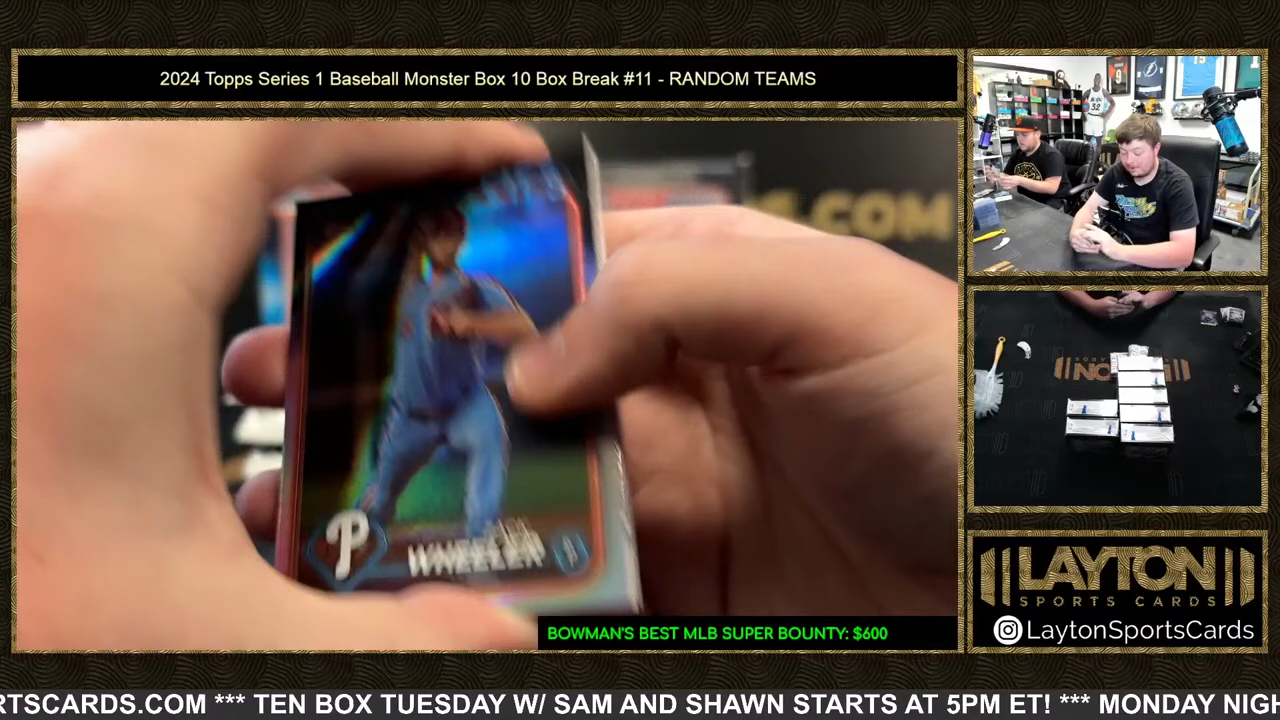 2024 Topps Series 1 Baseball Monster Box 10 Box Break #11 - RANDOM TEAMS
S.COM
P
WHEELER
BOWMAN'S BEST MLB SUPER BOUNTY: $600
LAYTON
SPORTS CARDS
LaytonSportsCards
RTSCARDS.COM *** TEN BOX TUESDAY W/ SAM AND SHAWN STARTS AT 5PM ET! *** MONDAY NIGH